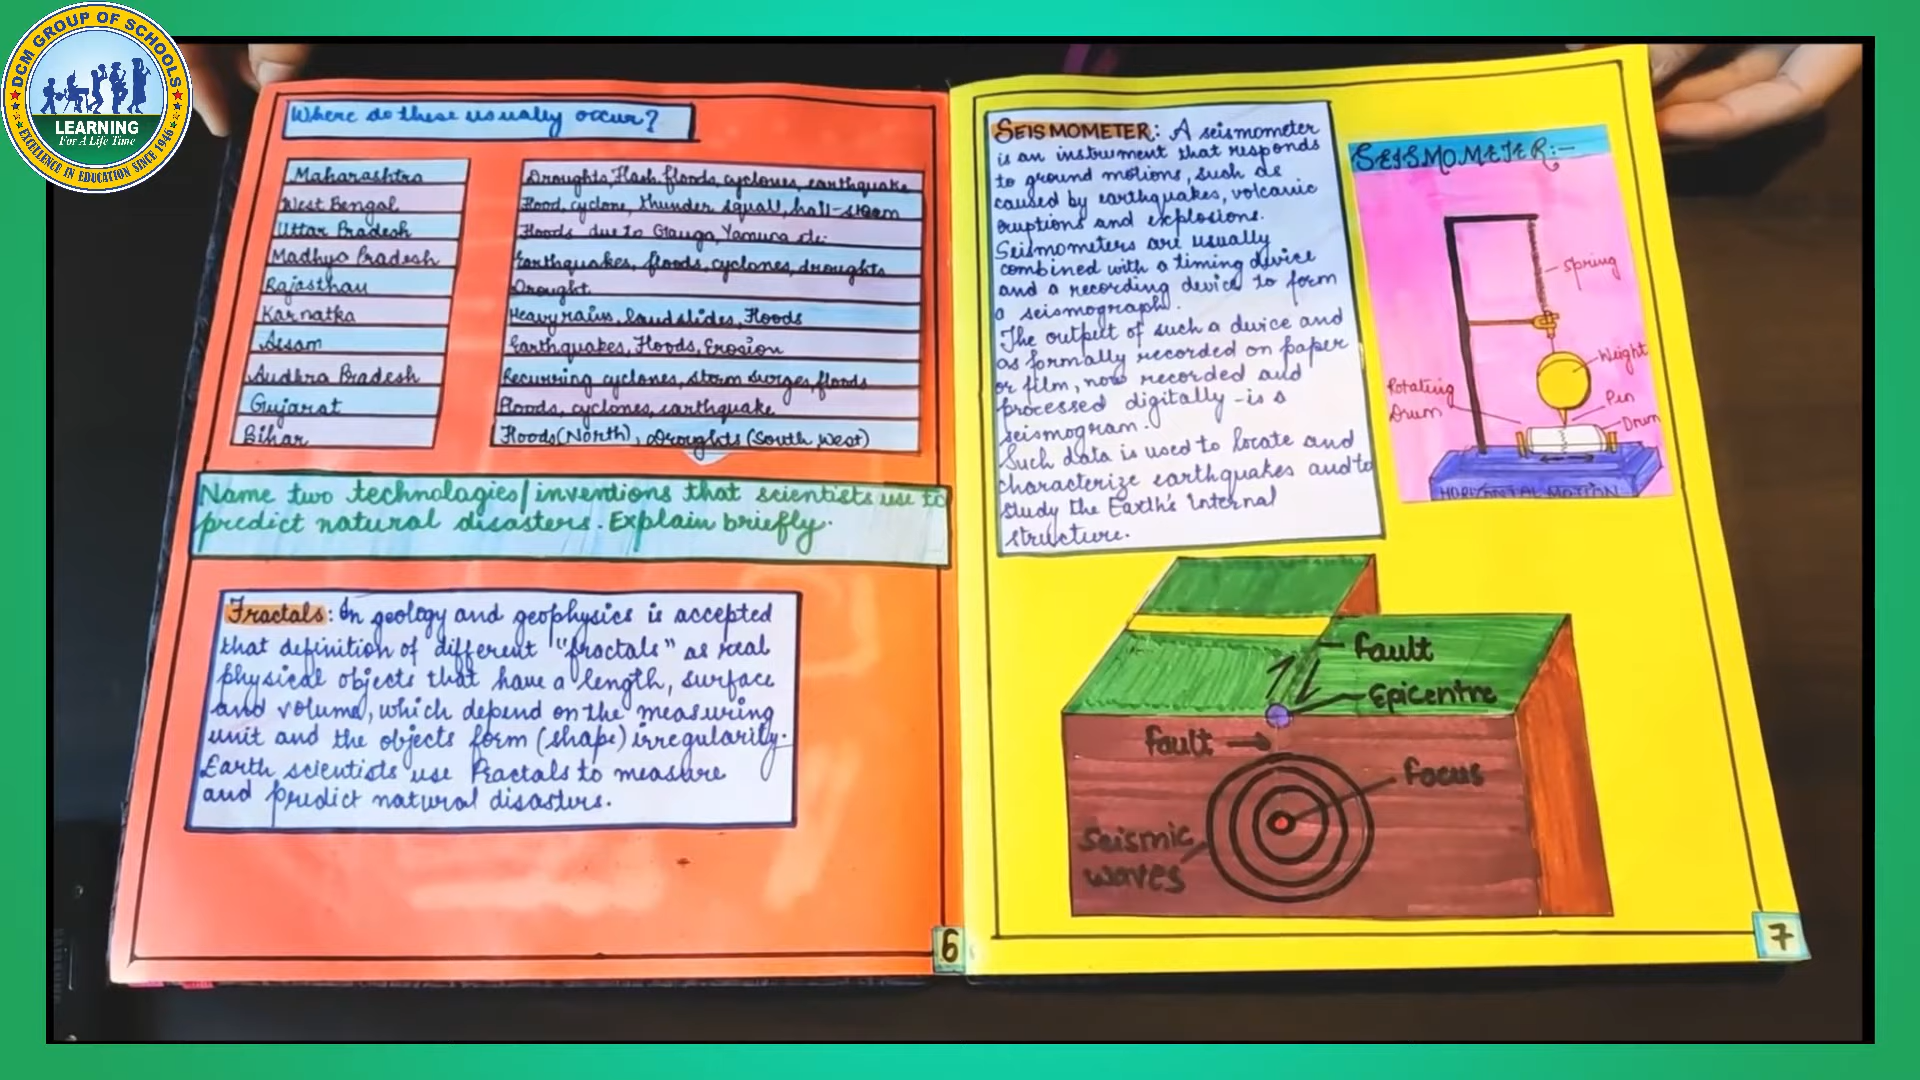 DCM GROUP OF SCHOOLS
LEARNING
For A Life Time
EXCELLENCE IN EDUCATION SINCE 1946
Where do these usually occur?
Maharashtra Droughts, Flash floods, cyclones, earthquake
West Bengal Flood, cyclone, thunder squall, hail-storm
Uttar Pradesh Floods due to Ganga, Yamuna etc.
Madhya Pradesh Earthquakes, floods, cyclones, droughts
Rajasthan Drought
Karnatka Heavy rains, landslides, Floods
Assam Earthquakes, Floods, Erosion
Andhra Pradesh Recurring cyclones, storm surges, floods
Gujarat Floods, cyclones, earthquake
Bihar Floods (North), Droughts (South, West)
Name two technologies/inventions that scientists use to
predict natural disasters. Explain briefly.
Fractals: In geology and geophysics is accepted
that definition of different "fractals" as real
physical objects that have a length, surface
and volume, which depend on the measuring
unit and the objects form (shape) irregularity.
Earth scientists use Fractals to measure
and predict natural disasters.
6
SEISMOMETER: A seismometer
is an instrument that responds
to ground motions, such as
caused by earthquakes, volcanic
eruptions and explosions.
Seismometers are usually
combined with a timing device
and a recording device to form
a seismograph.
The output of such a device and
as formally recorded on paper
or film, now recorded and
processed digitally - is a
seismogram.
Such data is used to locate and
characterize earthquakes and to
study the Earth's internal
structure.
SEISMOMETER:-
Spring
Weight
Rotating
Drum
Pen
Drum
HORIZONTAL MOTION
Fault
Epicentre
Fault
Focus
Seismic
waves
7